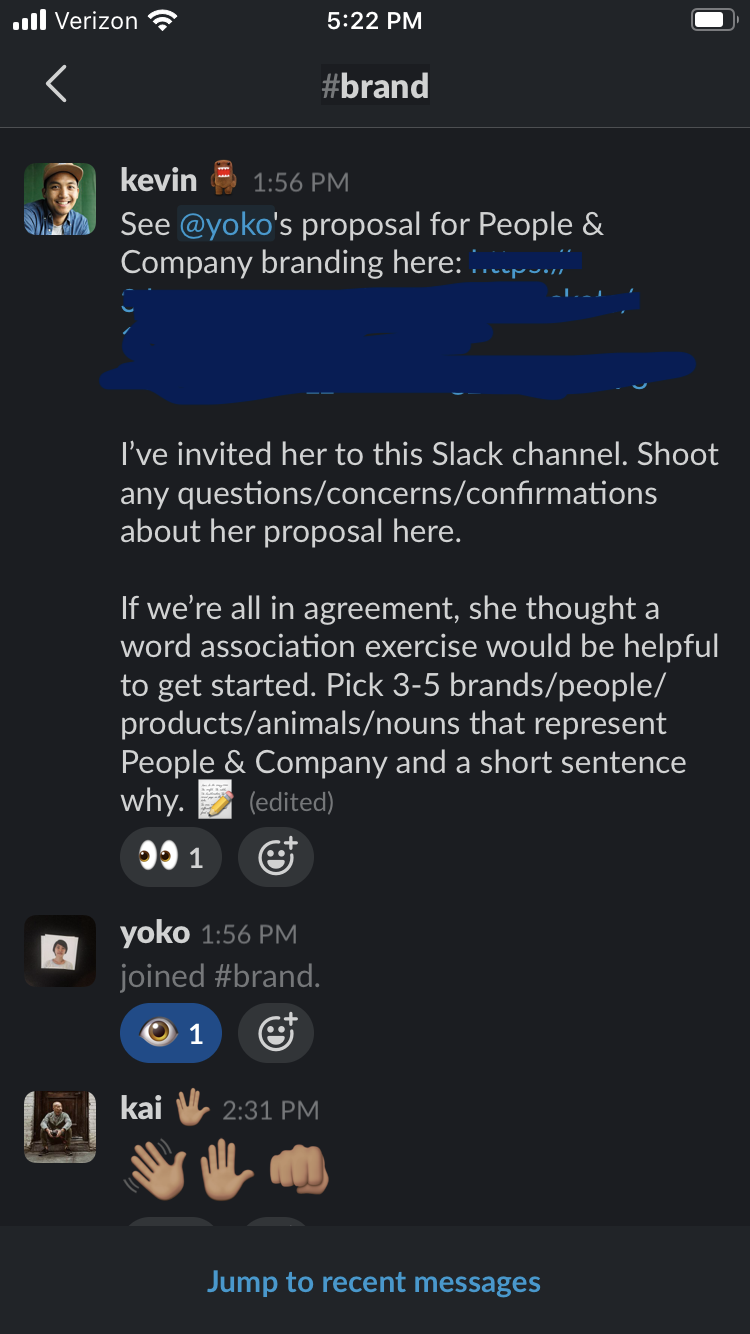 Verizon 5:22 PM
#brand
kevin 1:56 PM
See @yoko's proposal for People &
Company branding here: https://
I’ve invited her to this Slack channel. Shoot
any questions/concerns/confirmations
about her proposal here.
If we’re all in agreement, she thought a
word association exercise would be helpful
to get started. Pick 3-5 brands/people/
products/animals/nouns that represent
People & Company and a short sentence
why. 📝 (edited)
👀 1
yoko 1:56 PM
joined #brand.
👁 1
kai 🖖🏽 2:31 PM
👋🏽 🤚🏽 👊🏽
Jump to recent messages